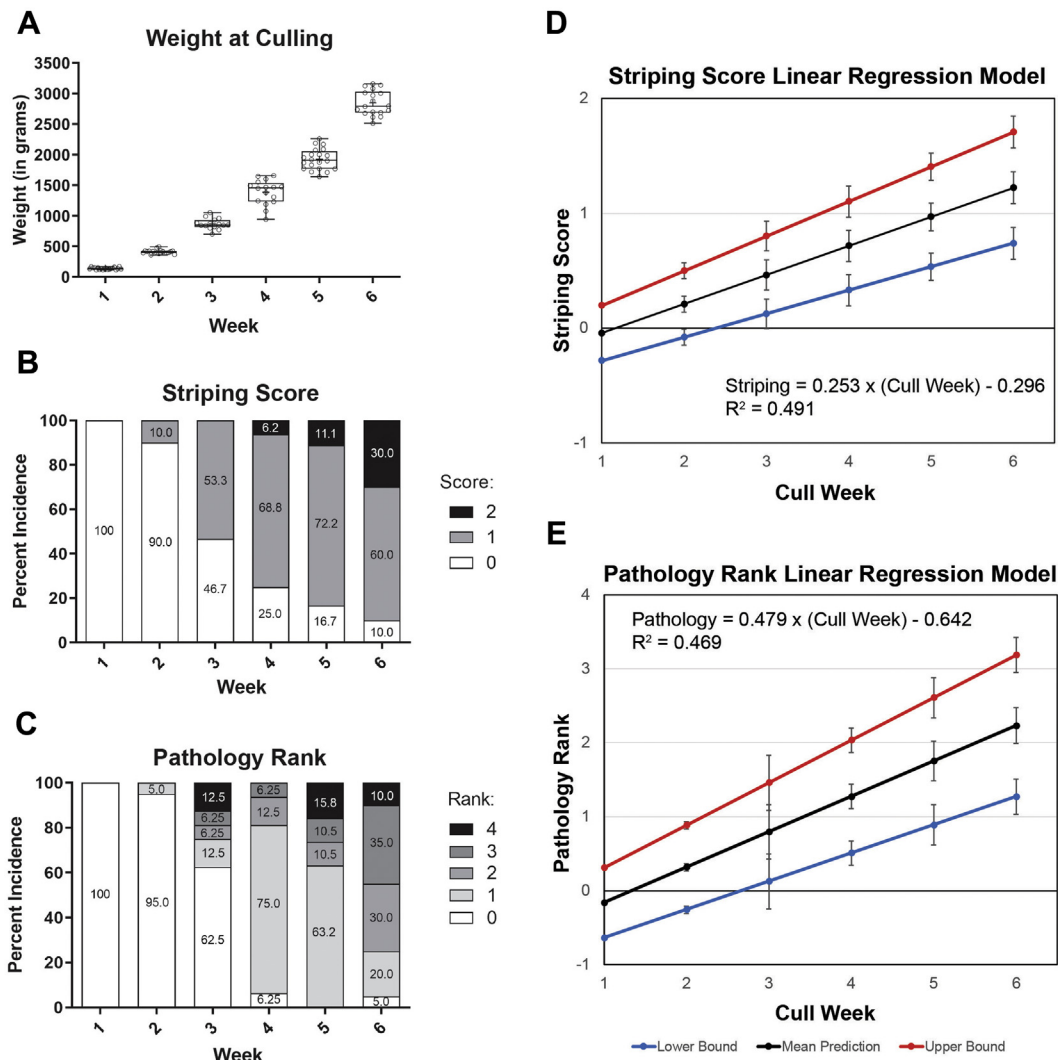 A
Weight at Culling
3500
3000
2500
2000
1500
1000
500
0
Weight (in grams)
1 2 3 4 5 6
Week
B
Striping Score
100
80
60
40
20
0
Percent Incidence
100
10.0
90.0
53.3
46.7
6.2
68.8
25.0
11.1
72.2
16.7
30.0
60.0
10.0
1 2 3 4 5 6
Week
Score:
2
1
0
C
Pathology Rank
100
80
60
40
20
0
Percent Incidence
100
5.0
95.0
12.5
6.25
6.25
12.5
62.5
6.25
12.5
75.0
6.25
15.8
10.5
10.5
63.2
10.0
35.0
30.0
20.0
5.0
1 2 3 4 5 6
Week
Rank:
4
3
2
1
0
D
Striping Score Linear Regression Model
2
1
0
-1
Striping Score
Striping = 0.253 x (Cull Week) - 0.296
R² = 0.491
1 2 3 4 5 6
Cull Week
E
Pathology Rank Linear Regression Model
4
3
2
1
0
-1
Pathology Rank
Pathology = 0.479 x (Cull Week) - 0.642
R² = 0.469
1 2 3 4 5 6
Cull Week
Lower Bound Mean Prediction Upper Bound